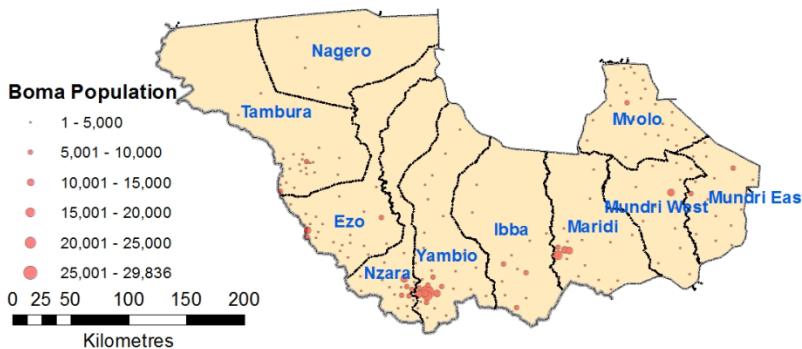 Nagero
Boma Population
Tambura
1 - 5,000
Mvolo
5,001 - 10,000
10,001 - 15,000
Mundri West
Mundri Eas
15,001 - 20,000
Ezo
Ibba
Maridi
20,001 - 25,000
Yambio
25,001 - 29,836
Nzara
0 25 50 100 150 200
Kilometres